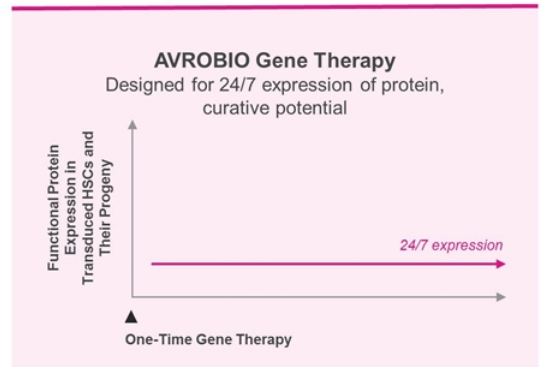 AVROBIO Gene Therapy
Designed for 24/7 expression of protein,
curative potential
Functional Protein
Expression in
Transduced HSCs and
Their Progeny
24/7 expression
One-Time Gene Therapy